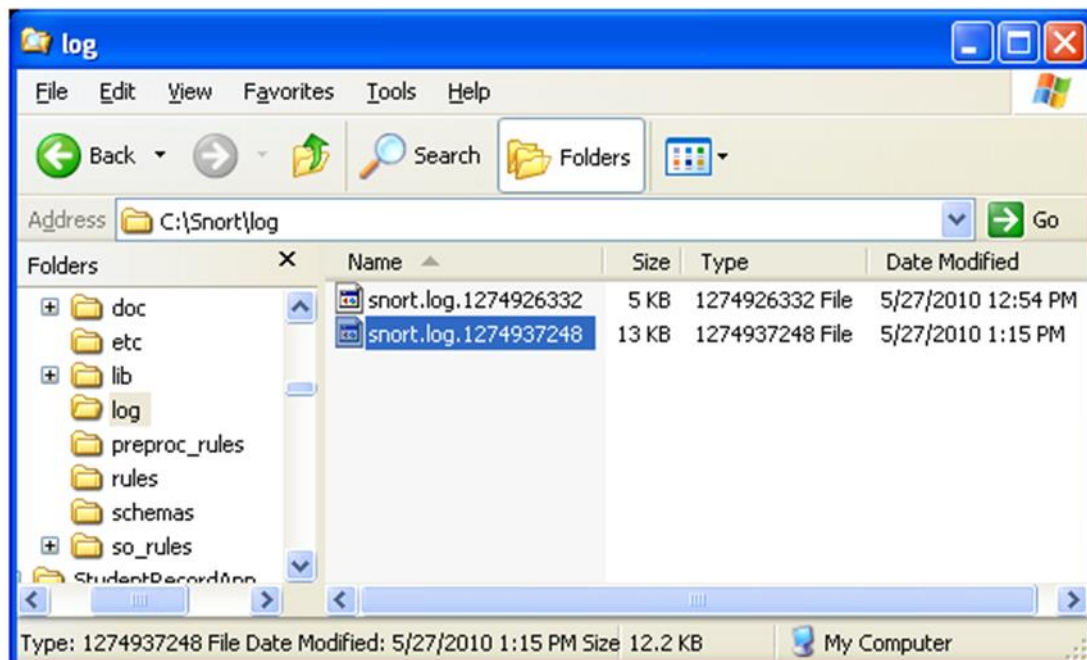 log
File Edit View Favorites Tools Help
Back Search Folders
Address C:\Snort\log Go
Folders Name Size Type Date Modified
doc
etc
lib
log
preproc_rules
rules
schemas
so_rules
StudentRecordApp
snort.log.1274926332 5 KB 1274926332 File 5/27/2010 12:54 PM
snort.log.1274937248 13 KB 1274937248 File 5/27/2010 1:15 PM
Type: 1274937248 File Date Modified: 5/27/2010 1:15 PM Size 12.2 KB My Computer